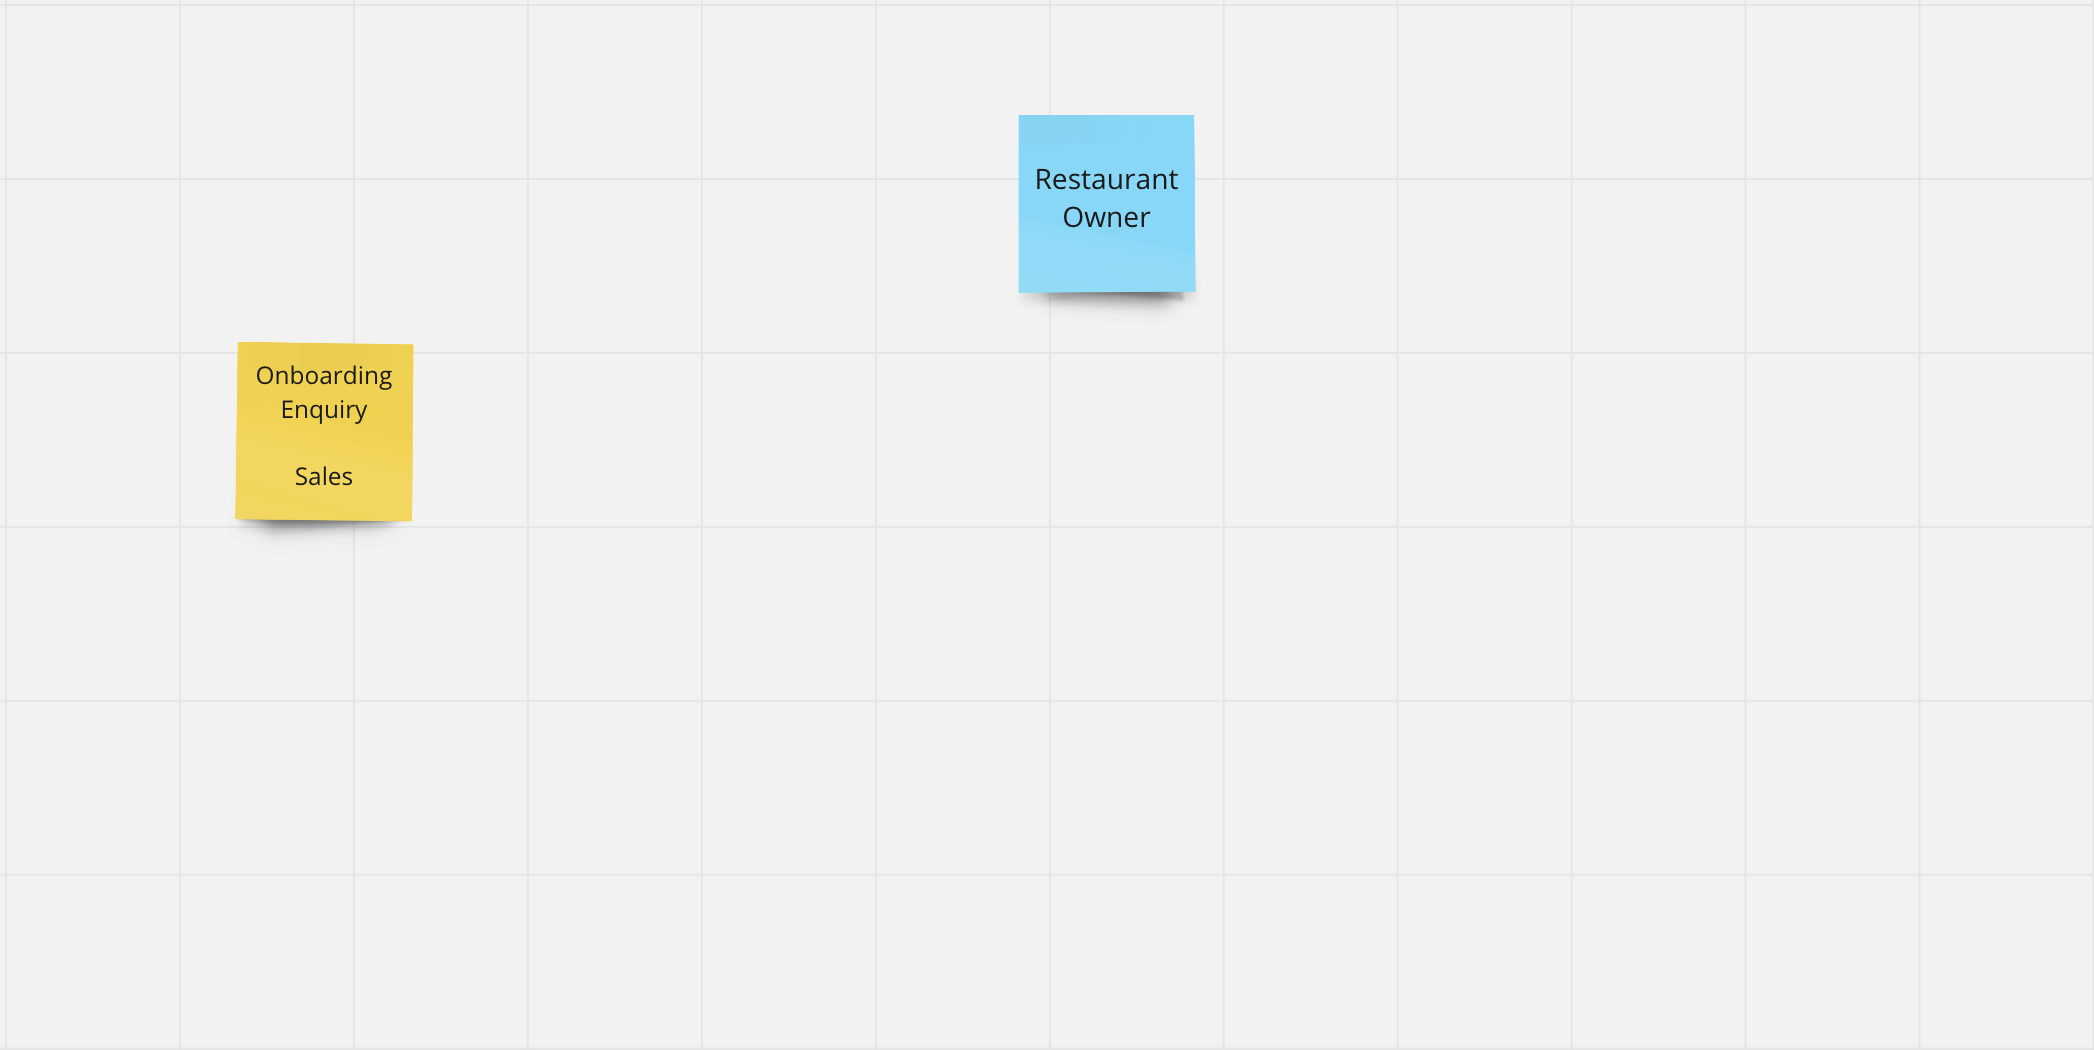 Restaurant
Owner
Onboarding
Enquiry
Sales